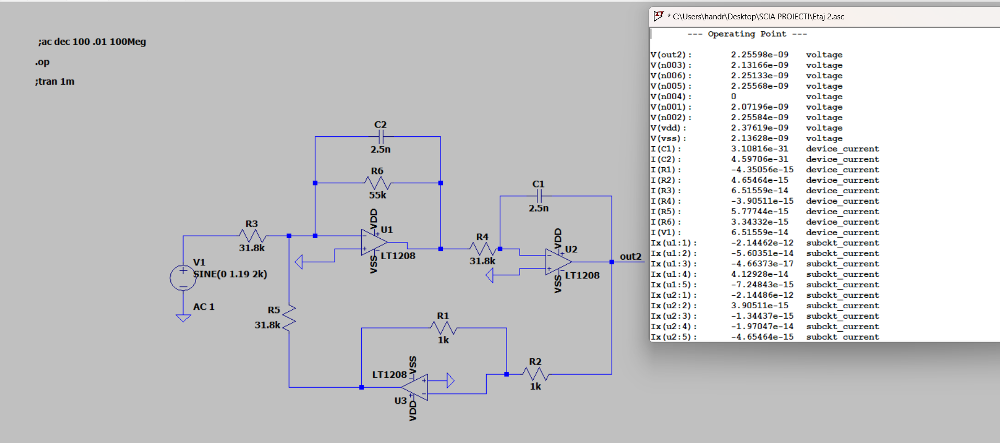 ;ac dec 100 .01 100Meg
.op
;tran 1m
C2
2.5n
R6
55k
C1
2.5n
R3
31.8k
VDD
U1
VSS
LT1208
R4
31.8k
VDD
U2
VSS
LT1208
out2
V1
SINE(0 1.19 2k)
AC 1
R5
31.8k
R1
1k
R2
1k
LT1208
VSS
U3
VDD
* C:\Users\handr\Desktop\SCIA PROIECT!\Etaj 2.asc
--- Operating Point ---
V(out2): 2.25598e-09 voltage
V(n003): 2.13166e-09 voltage
V(n006): 2.25133e-09 voltage
V(n005): 2.25568e-09 voltage
V(n004): 0 voltage
V(n001): 2.07196e-09 voltage
V(n002): 2.25584e-09 voltage
V(vdd): 2.37619e-09 voltage
V(vss): 2.13628e-09 voltage
I(C1): 3.10816e-31 device_current
I(C2): 4.59706e-31 device_current
I(R1): -4.35056e-15 device_current
I(R2): 4.65464e-15 device_current
I(R3): 6.51559e-14 device_current
I(R4): -3.90511e-15 device_current
I(R5): 5.77744e-15 device_current
I(R6): 3.34332e-15 device_current
I(V1): 6.51559e-14 device_current
Ix(u1:1): -2.14462e-12 subckt_current
Ix(u1:2): -5.60351e-14 subckt_current
Ix(u1:3): -4.66373e-17 subckt_current
Ix(u1:4): 4.12928e-14 subckt_current
Ix(u1:5): -7.24843e-15 subckt_current
Ix(u2:1): -2.14486e-12 subckt_current
Ix(u2:2): 3.90511e-15 subckt_current
Ix(u2:3): -1.34437e-15 subckt_current
Ix(u2:4): -1.97047e-14 subckt_current
Ix(u2:5): -4.65464e-15 subckt_current